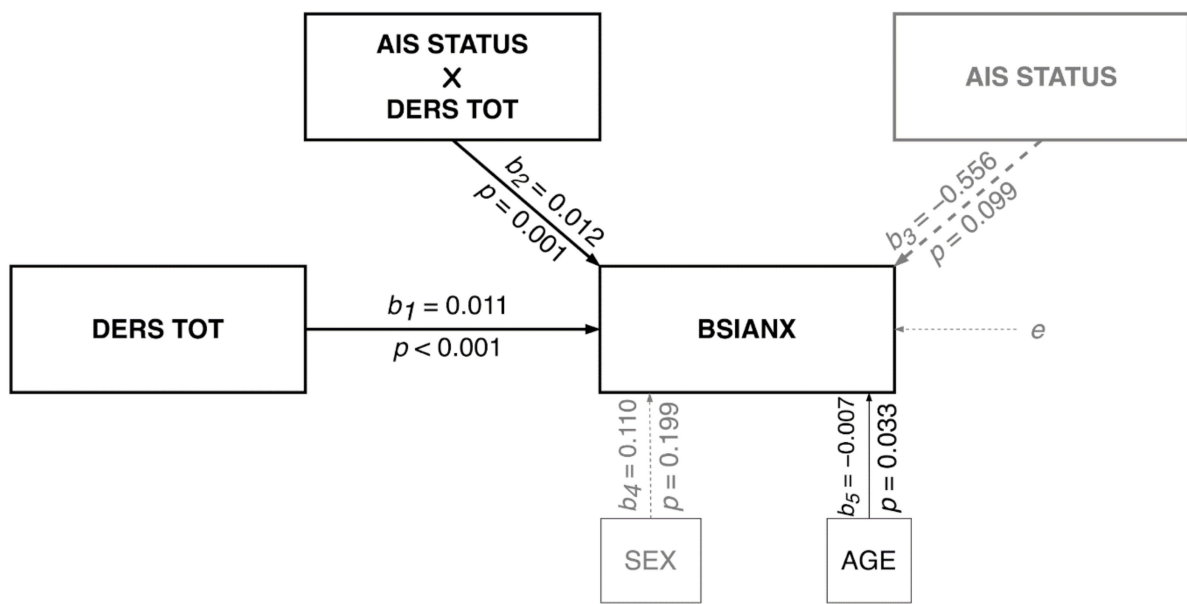 AIS STATUS
X
DERS TOT
AIS STATUS
b2 = 0.012
p = 0.001
b3 = −0.556
p = 0.099
DERS TOT
b1 = 0.011
p < 0.001
BSIANX
e
b4 = 0.110
p = 0.199
b5 = −0.007
p = 0.033
SEX
AGE